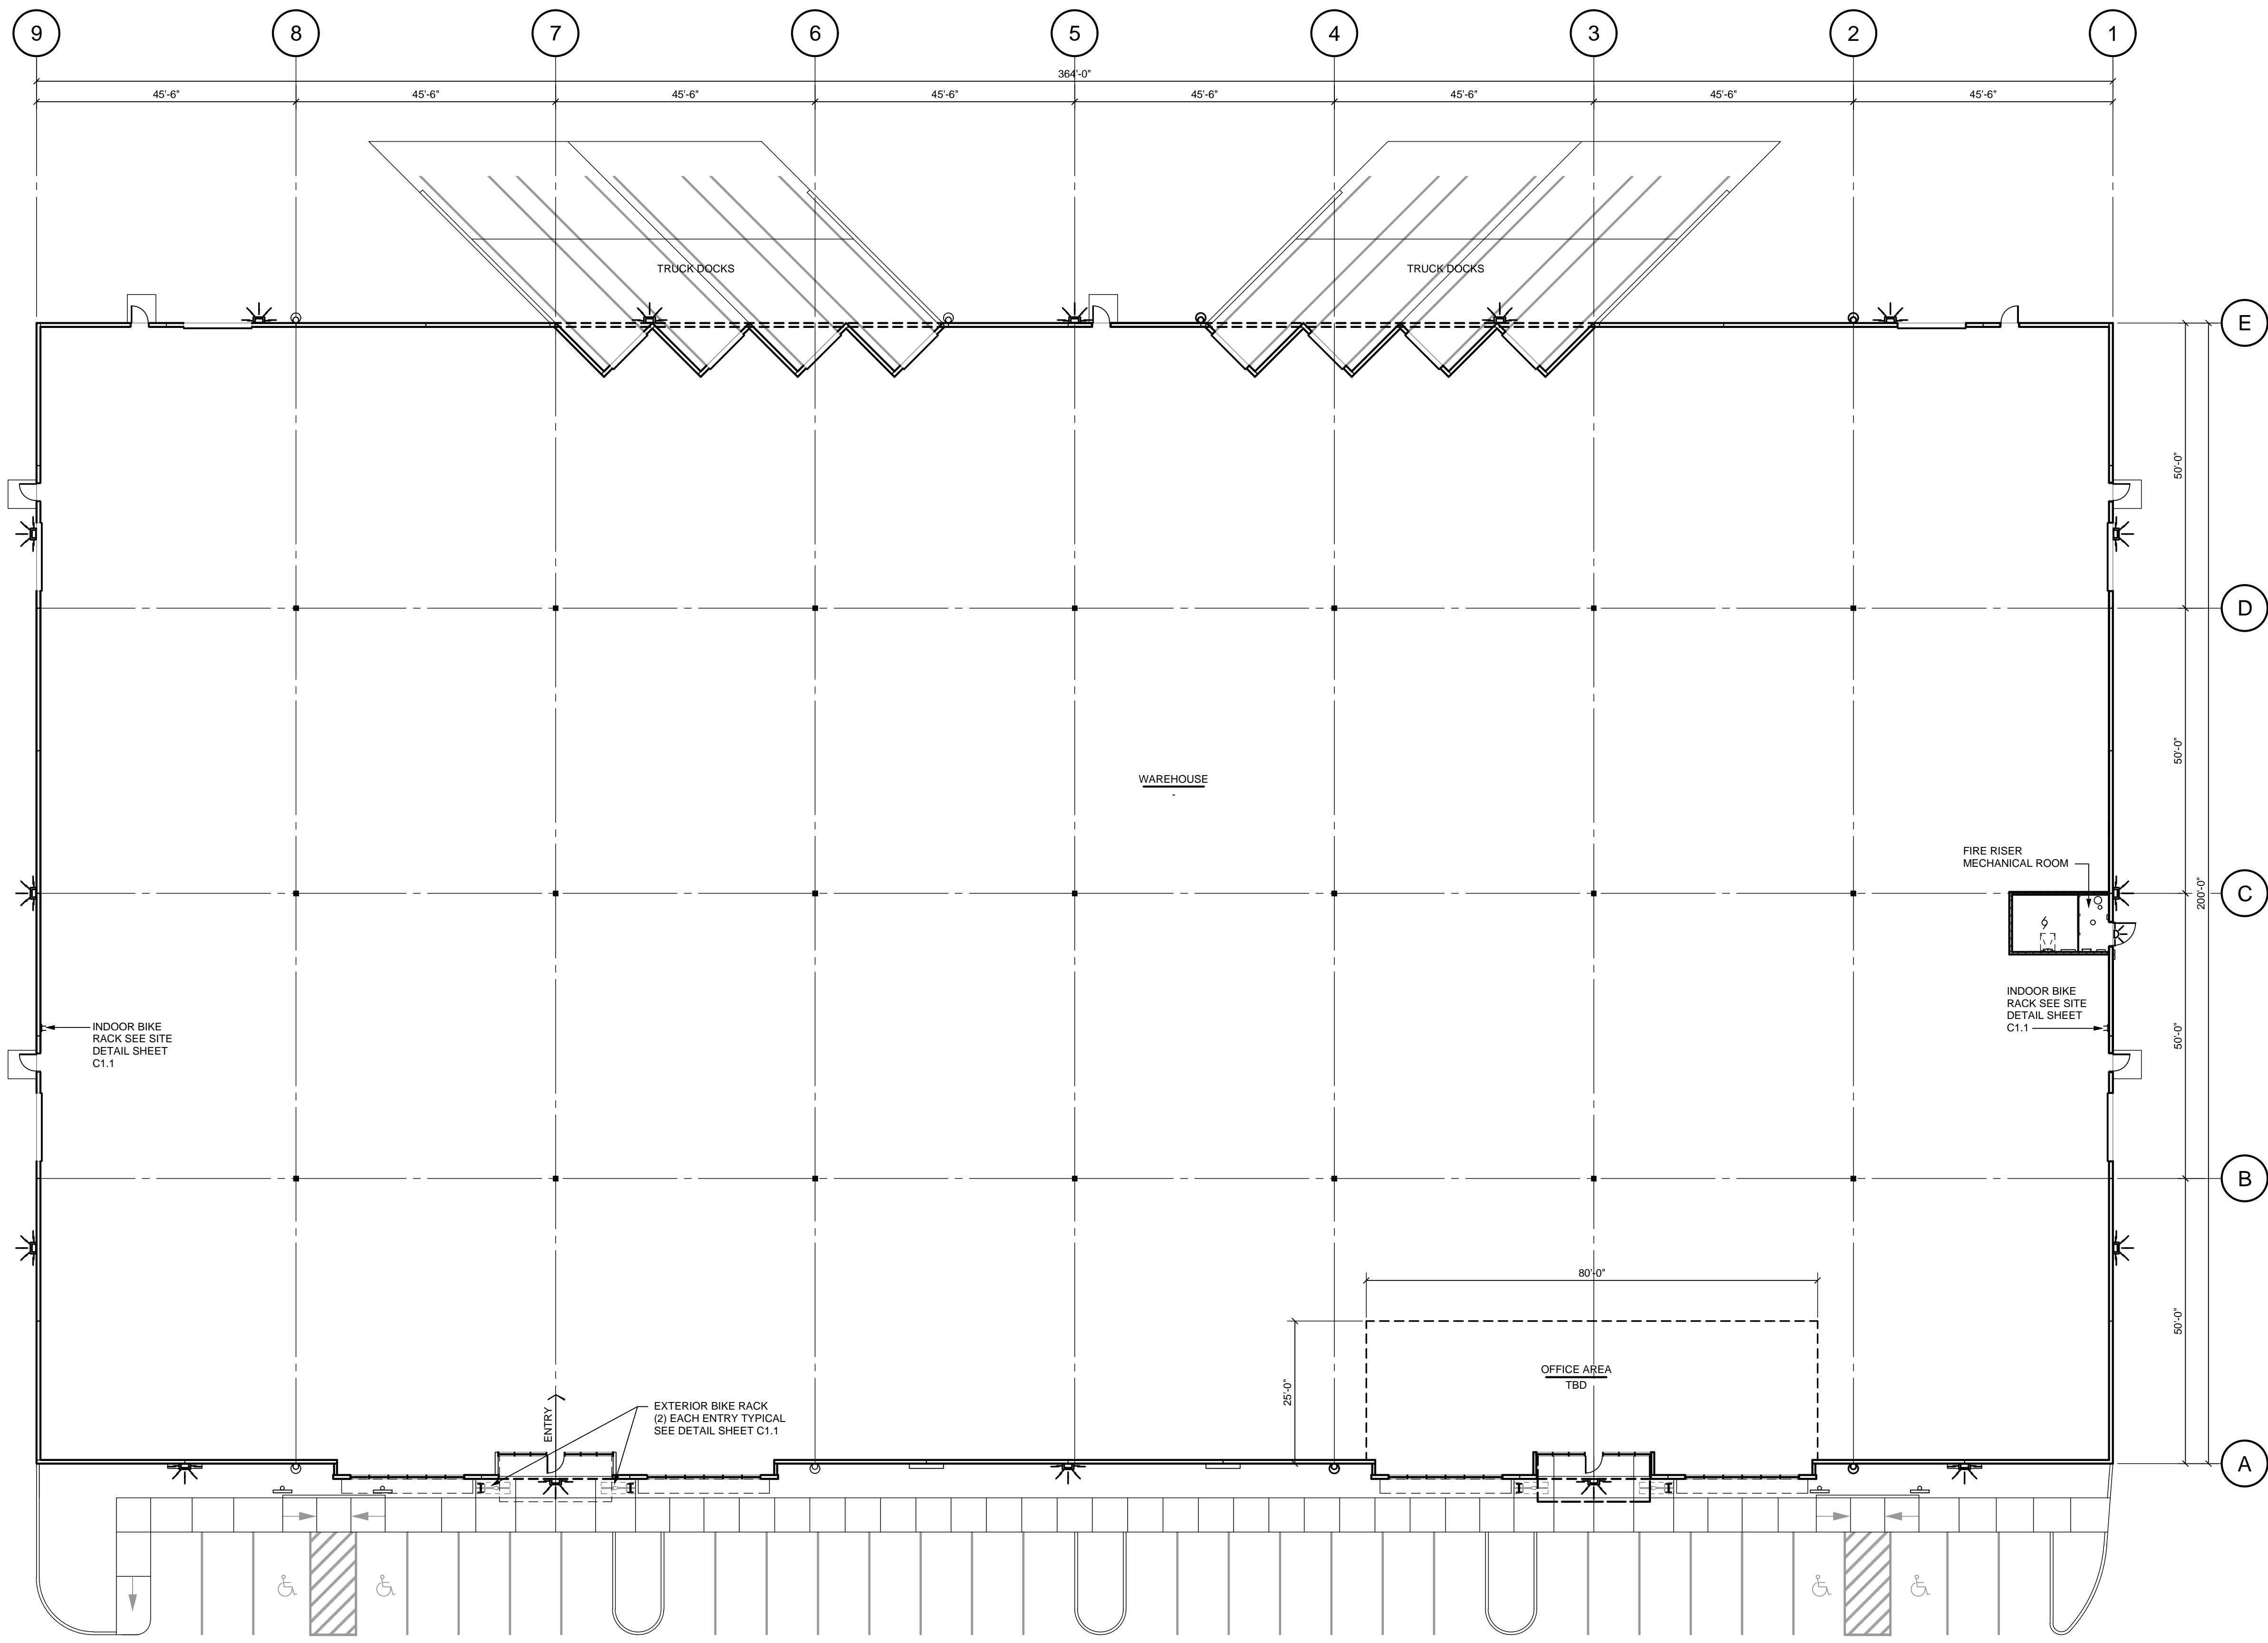 9
8
7
6
5
4
3
2
1
364'-0"
45'-6"
45'-6"
45'-6"
45'-6"
45'-6"
45'-6"
45'-6"
45'-6"
TRUCK DOCKS
TRUCK DOCKS
E
50'-0"
D
50'-0"
WAREHOUSE
-
FIRE RISER
MECHANICAL ROOM
C
200'-0"
INDOOR BIKE
RACK SEE SITE
DETAIL SHEET
C1.1
INDOOR BIKE
RACK SEE SITE
DETAIL SHEET
C1.1
50'-0"
B
80'-0"
50'-0"
25'-0"
OFFICE AREA
TBD
ENTRY
EXTERIOR BIKE RACK
(2) EACH ENTRY TYPICAL
SEE DETAIL SHEET C1.1
A